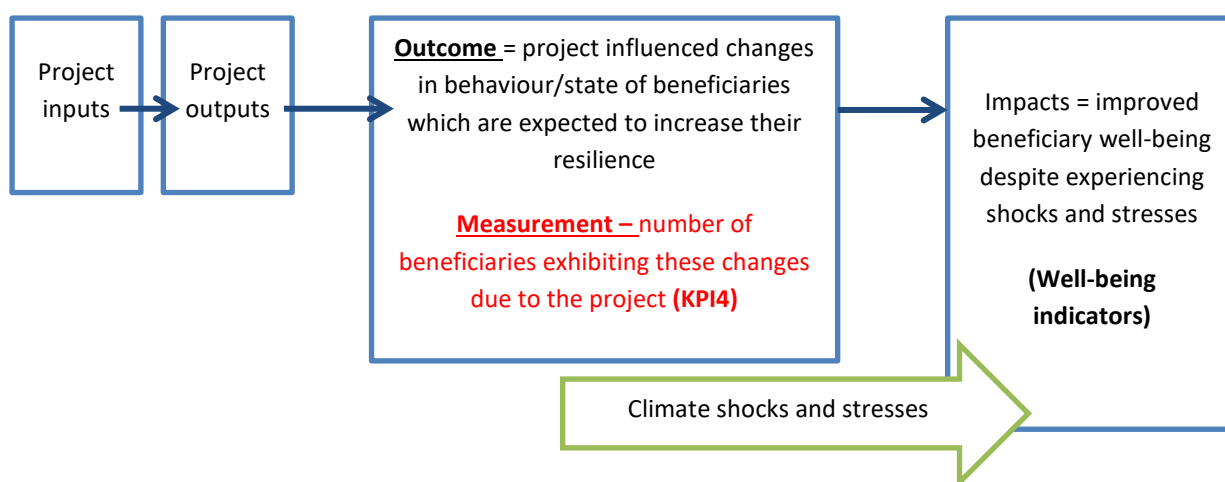 Project
inputs
Project
outputs
Outcome = project influenced changes
in behaviour/state of beneficiaries
which are expected to increase their
resilience
Measurement – number of
beneficiaries exhibiting these changes
due to the project (KPI4)
Impacts = improved
beneficiary well-being
despite experiencing
shocks and stresses
(Well-being
indicators)
Climate shocks and stresses